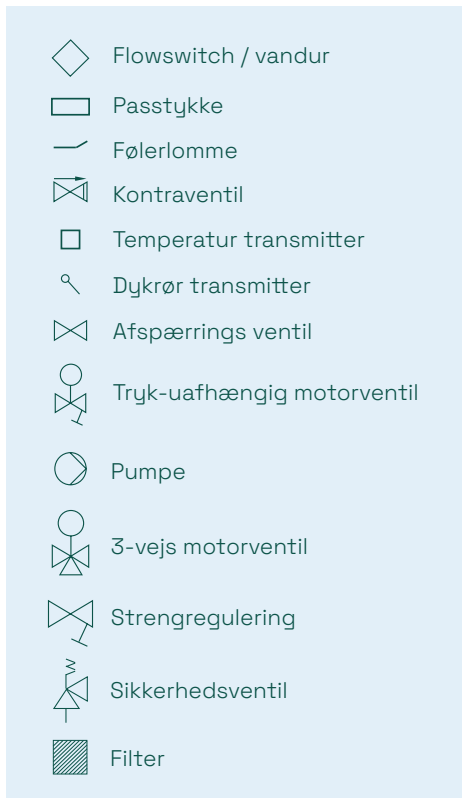 Flowswitch / vandur
Passtykke
Følerlomme
Kontraventil
Temperatur transmitter
Dykrør transmitter
Afspærrings ventil
Tryk-uafhængig motorventil
Pumpe
3-vejs motorventil
Strengregulering
Sikkerhedsventil
Filter